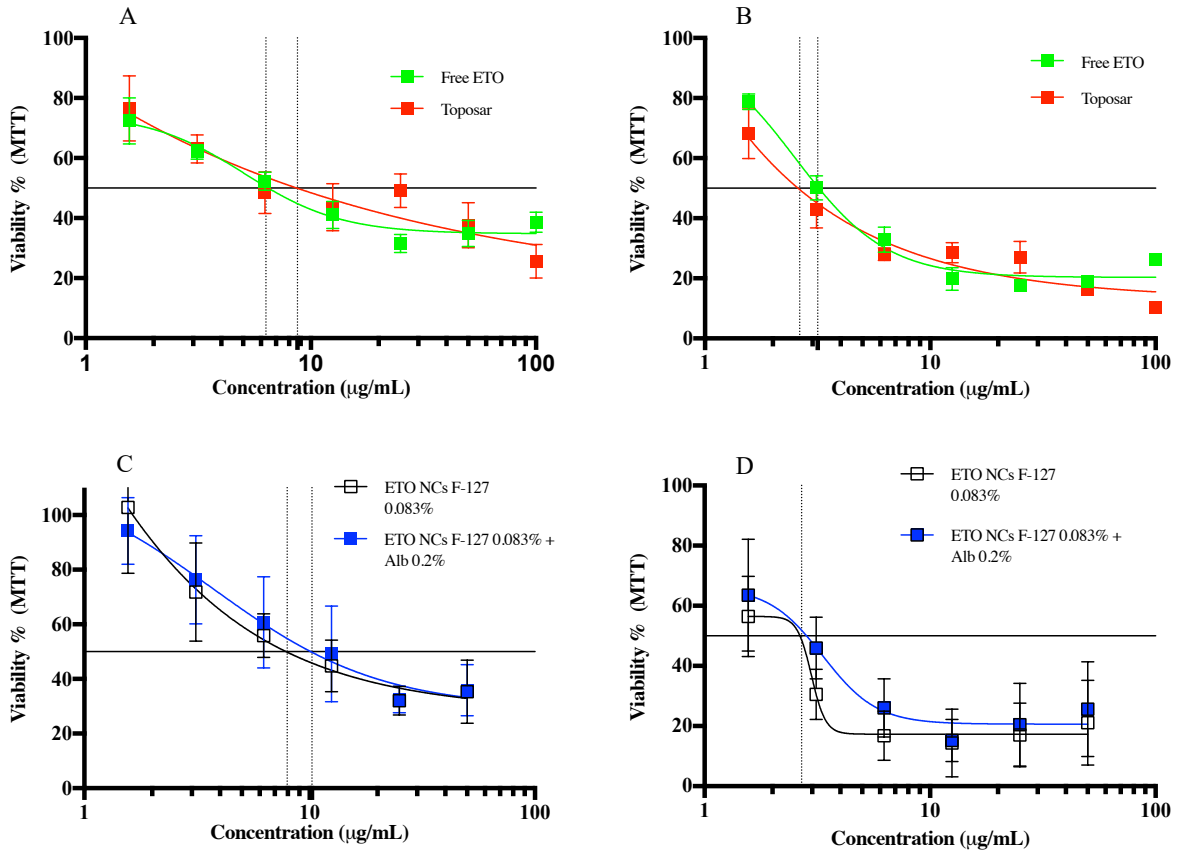 A
100
80
60
40
20
0
Viability % (MTT)
1
10
100
Concentration (μg/mL)
Free ETO
Toposar
B
100
80
60
40
20
0
Viability % (MTT)
1
10
100
Concentration (μg/mL)
Free ETO
Toposar
C
100
80
60
40
20
0
Viability % (MTT)
1
10
100
Concentration (μg/mL)
ETO NCs F-127
0.083%
ETO NCs F-127 0.083% +
Alb 0.2%
D
100
80
60
40
20
0
Viability % (MTT)
1
10
100
Concentration (μg/mL)
ETO NCs F-127
0.083%
ETO NCs F-127 0.083% +
Alb 0.2%